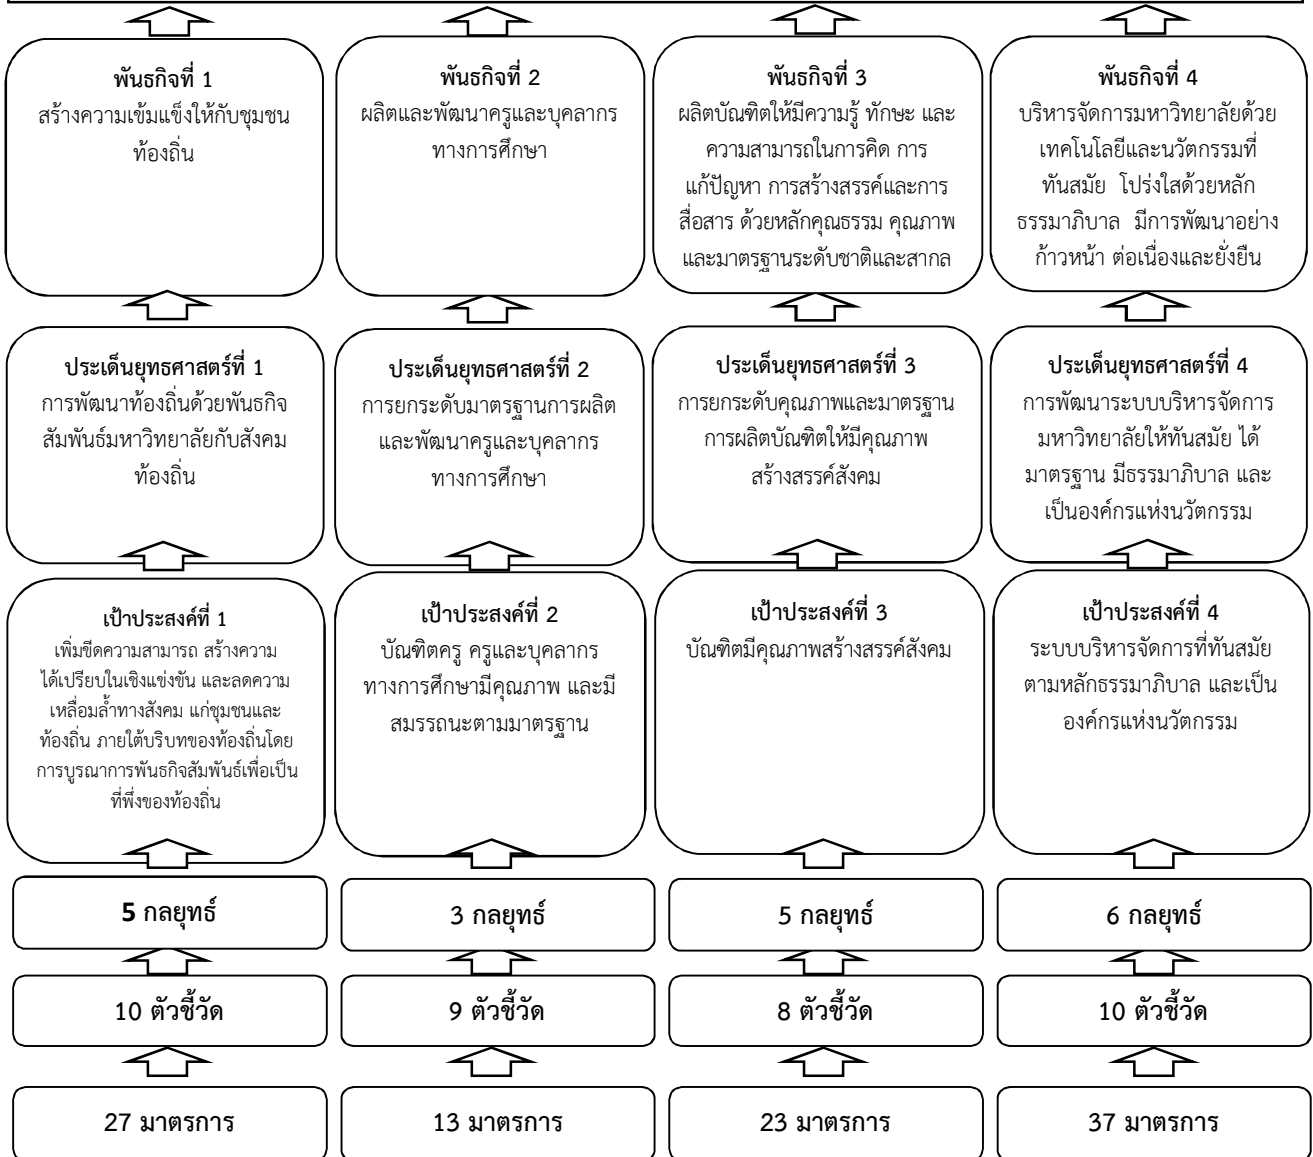 พันธกิจที่ 1
สร้างความเข้มแข็งให้กับชุมชน
ท้องถิ่น
พันธกิจที่ 2
ผลิตและพัฒนาครูและบุคลากร
ทางการศึกษา
พันธกิจที่ 3
ผลิตบัณฑิตให้มีความรู้ ทักษะ และ
ความสามารถในการคิด การ
แก้ปัญหา การสร้างสรรค์และการ
สื่อสาร ด้วยหลักคุณธรรม คุณภาพ
และมาตรฐานระดับชาติและสากล
พันธกิจที่ 4
บริหารจัดการมหาวิทยาลัยด้วย
เทคโนโลยีและนวัตกรรมที่
ทันสมัย โปร่งใสด้วยหลัก
ธรรมาภิบาล มีการพัฒนาอย่าง
ก้าวหน้า ต่อเนื่องและยั่งยืน
ประเด็นยุทธศาสตร์ที่ 1
การพัฒนาท้องถิ่นด้วยพันธกิจ
สัมพันธ์มหาวิทยาลัยกับสังคม
ท้องถิ่น
ประเด็นยุทธศาสตร์ที่ 2
การยกระดับมาตรฐานการผลิต
และพัฒนาครูและบุคลากร
ทางการศึกษา
ประเด็นยุทธศาสตร์ที่ 3
การยกระดับคุณภาพและมาตรฐาน
การผลิตบัณฑิตให้มีคุณภาพ
สร้างสรรค์สังคม
ประเด็นยุทธศาสตร์ที่ 4
การพัฒนาระบบบริหารจัดการ
มหาวิทยาลัยให้ทันสมัย ได้
มาตรฐาน มีธรรมาภิบาล และ
เป็นองค์กรแห่งนวัตกรรม
เป้าประสงค์ที่ 1
เพิ่มขีดความสามารถ สร้างความ
ได้เปรียบในเชิงแข่งขัน และลดความ
เหลื่อมล้ำทางสังคม แก่ชุมชนและ
ท้องถิ่น ภายใต้บริบทของท้องถิ่นโดย
การบูรณาการพันธกิจสัมพันธ์เพื่อเป็น
ที่พึ่งของท้องถิ่น
เป้าประสงค์ที่ 2
บัณฑิตครู ครูและบุคลากร
ทางการศึกษามีคุณภาพ และมี
สมรรถนะตามมาตรฐาน
เป้าประสงค์ที่ 3
บัณฑิตมีคุณภาพสร้างสรรค์สังคม
เป้าประสงค์ที่ 4
ระบบบริหารจัดการที่ทันสมัย
ตามหลักธรรมาภิบาล และเป็น
องค์กรแห่งนวัตกรรม
5 กลยุทธ์
3 กลยุทธ์
5 กลยุทธ์
6 กลยุทธ์
10 ตัวชี้วัด
9 ตัวชี้วัด
8 ตัวชี้วัด
10 ตัวชี้วัด
27 มาตรการ
13 มาตรการ
23 มาตรการ
37 มาตรการ